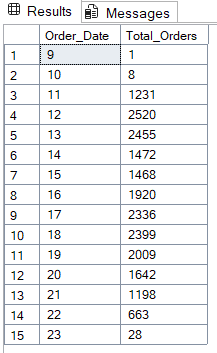 Results Messages
Order_Date Total_Orders
1 9 1
2 10 8
3 11 1231
4 12 2520
5 13 2455
6 14 1472
7 15 1468
8 16 1920
9 17 2336
10 18 2399
11 19 2009
12 20 1642
13 21 1198
14 22 663
15 23 28